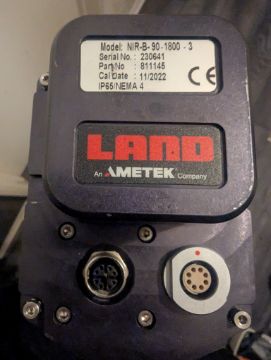 Model: NIR-B-90-1800-3
Serial No.: 230641
Part No 811145
Cal Date : 11/2022
IP65/NEMA 4
CE
LAND
An AMETEK Company